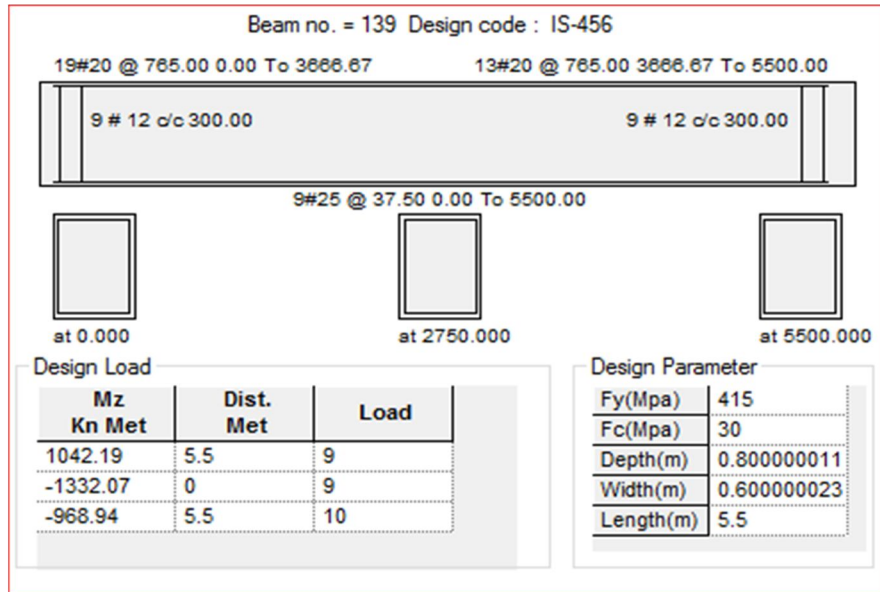 Beam no. = 139 Design code : IS-456
19#20 @ 765.00 0.00 To 3666.67 13#20 @ 765.00 3666.67 To 5500.00
9 # 12 c/c 300.00 9 # 12 c/c 300.00
9#25 @ 37.50 0.00 To 5500.00
at 0.000 at 2750.000 at 5500.000
Design Load
Mz Dist. Load
Kn Met Met
1042.19 5.5 9
-1332.07 0 9
-968.94 5.5 10
Design Parameter
Fy(Mpa) 415
Fc(Mpa) 30
Depth(m) 0.800000011
Width(m) 0.600000023
Length(m) 5.5